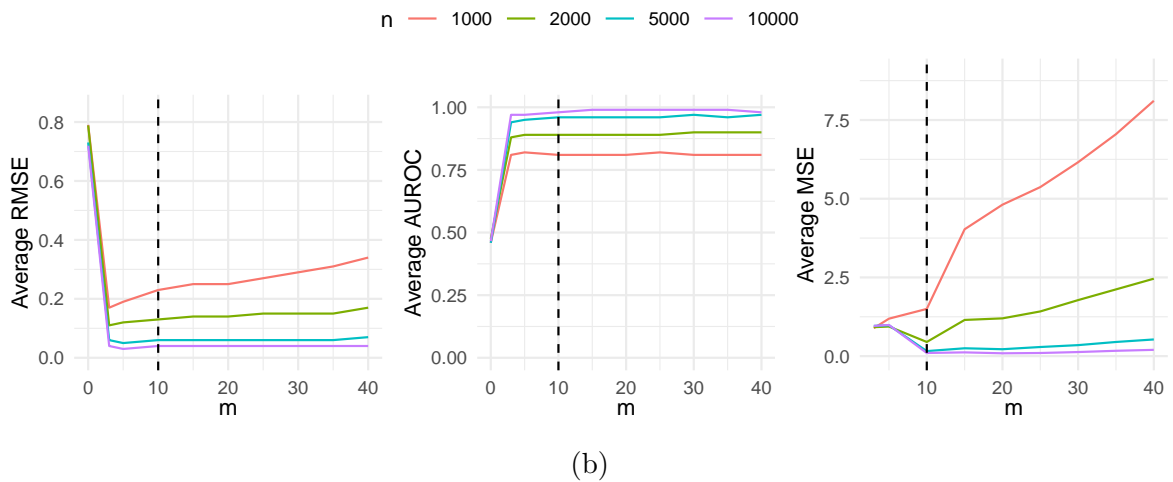 n 1000 2000 5000 10000
Average RMSE
0.8
0.6
0.4
0.2
0.0
0 10 20 30 40
m
Average AUROC
1.00
0.75
0.50
0.25
0.00
0 10 20 30 40
m
Average MSE
7.5
5.0
2.5
0.0
10 20 30 40
m
(b)